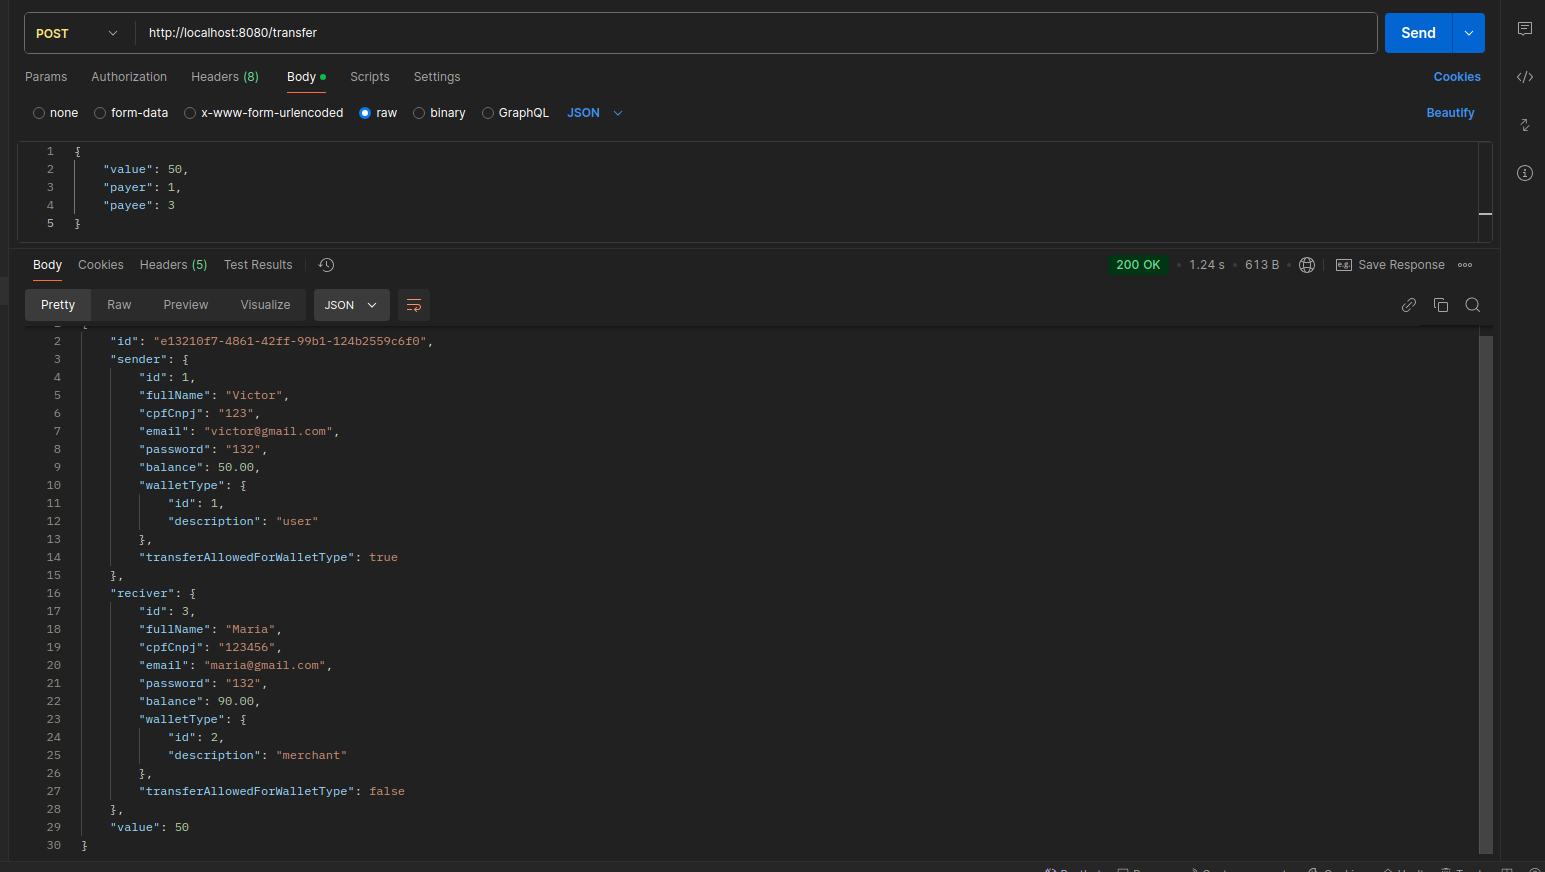 POST http://localhost:8080/transfer Send
Params Authorization Headers (8) Body Scripts Settings Cookies
none form-data x-www-form-urlencoded raw binary GraphQL JSON Beautify
1 {
2 "value": 50,
3 "payer": 1,
4 "payee": 3
5 }
Body Cookies Headers (5) Test Results 200 OK 1.24 s 613 B e.g. Save Response
Pretty Raw Preview Visualize JSON
2 "id": "e13210f7-4861-42ff-99b1-124b2559c6f0",
3 "sender": {
4 "id": 1,
5 "fullName": "Victor",
6 "cpfCnpj": "123",
7 "email": "victor@gmail.com",
8 "password": "132",
9 "balance": 50.00,
10 "walletType": {
11 "id": 1,
12 "description": "user"
13 },
14 "transferAllowedForWalletType": true
15 },
16 "reciver": {
17 "id": 3,
18 "fullName": "Maria",
19 "cpfCnpj": "123456",
20 "email": "maria@gmail.com",
21 "password": "132",
22 "balance": 90.00,
23 "walletType": {
24 "id": 2,
25 "description": "merchant"
26 },
27 "transferAllowedForWalletType": false
28 },
29 "value": 50
30 }